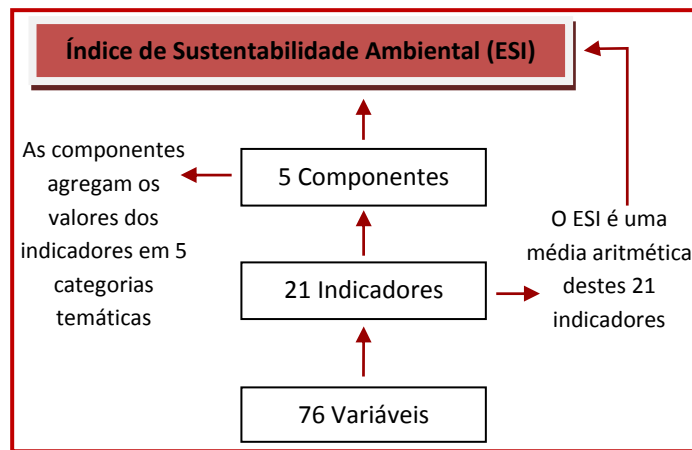 Índice de Sustentabilidade Ambiental (ESI)
As componentes
agregam os
valores dos
indicadores em 5
categorias
temáticas
5 Componentes
21 Indicadores
76 Variáveis
O ESI é uma
média aritmética
destes 21
indicadores